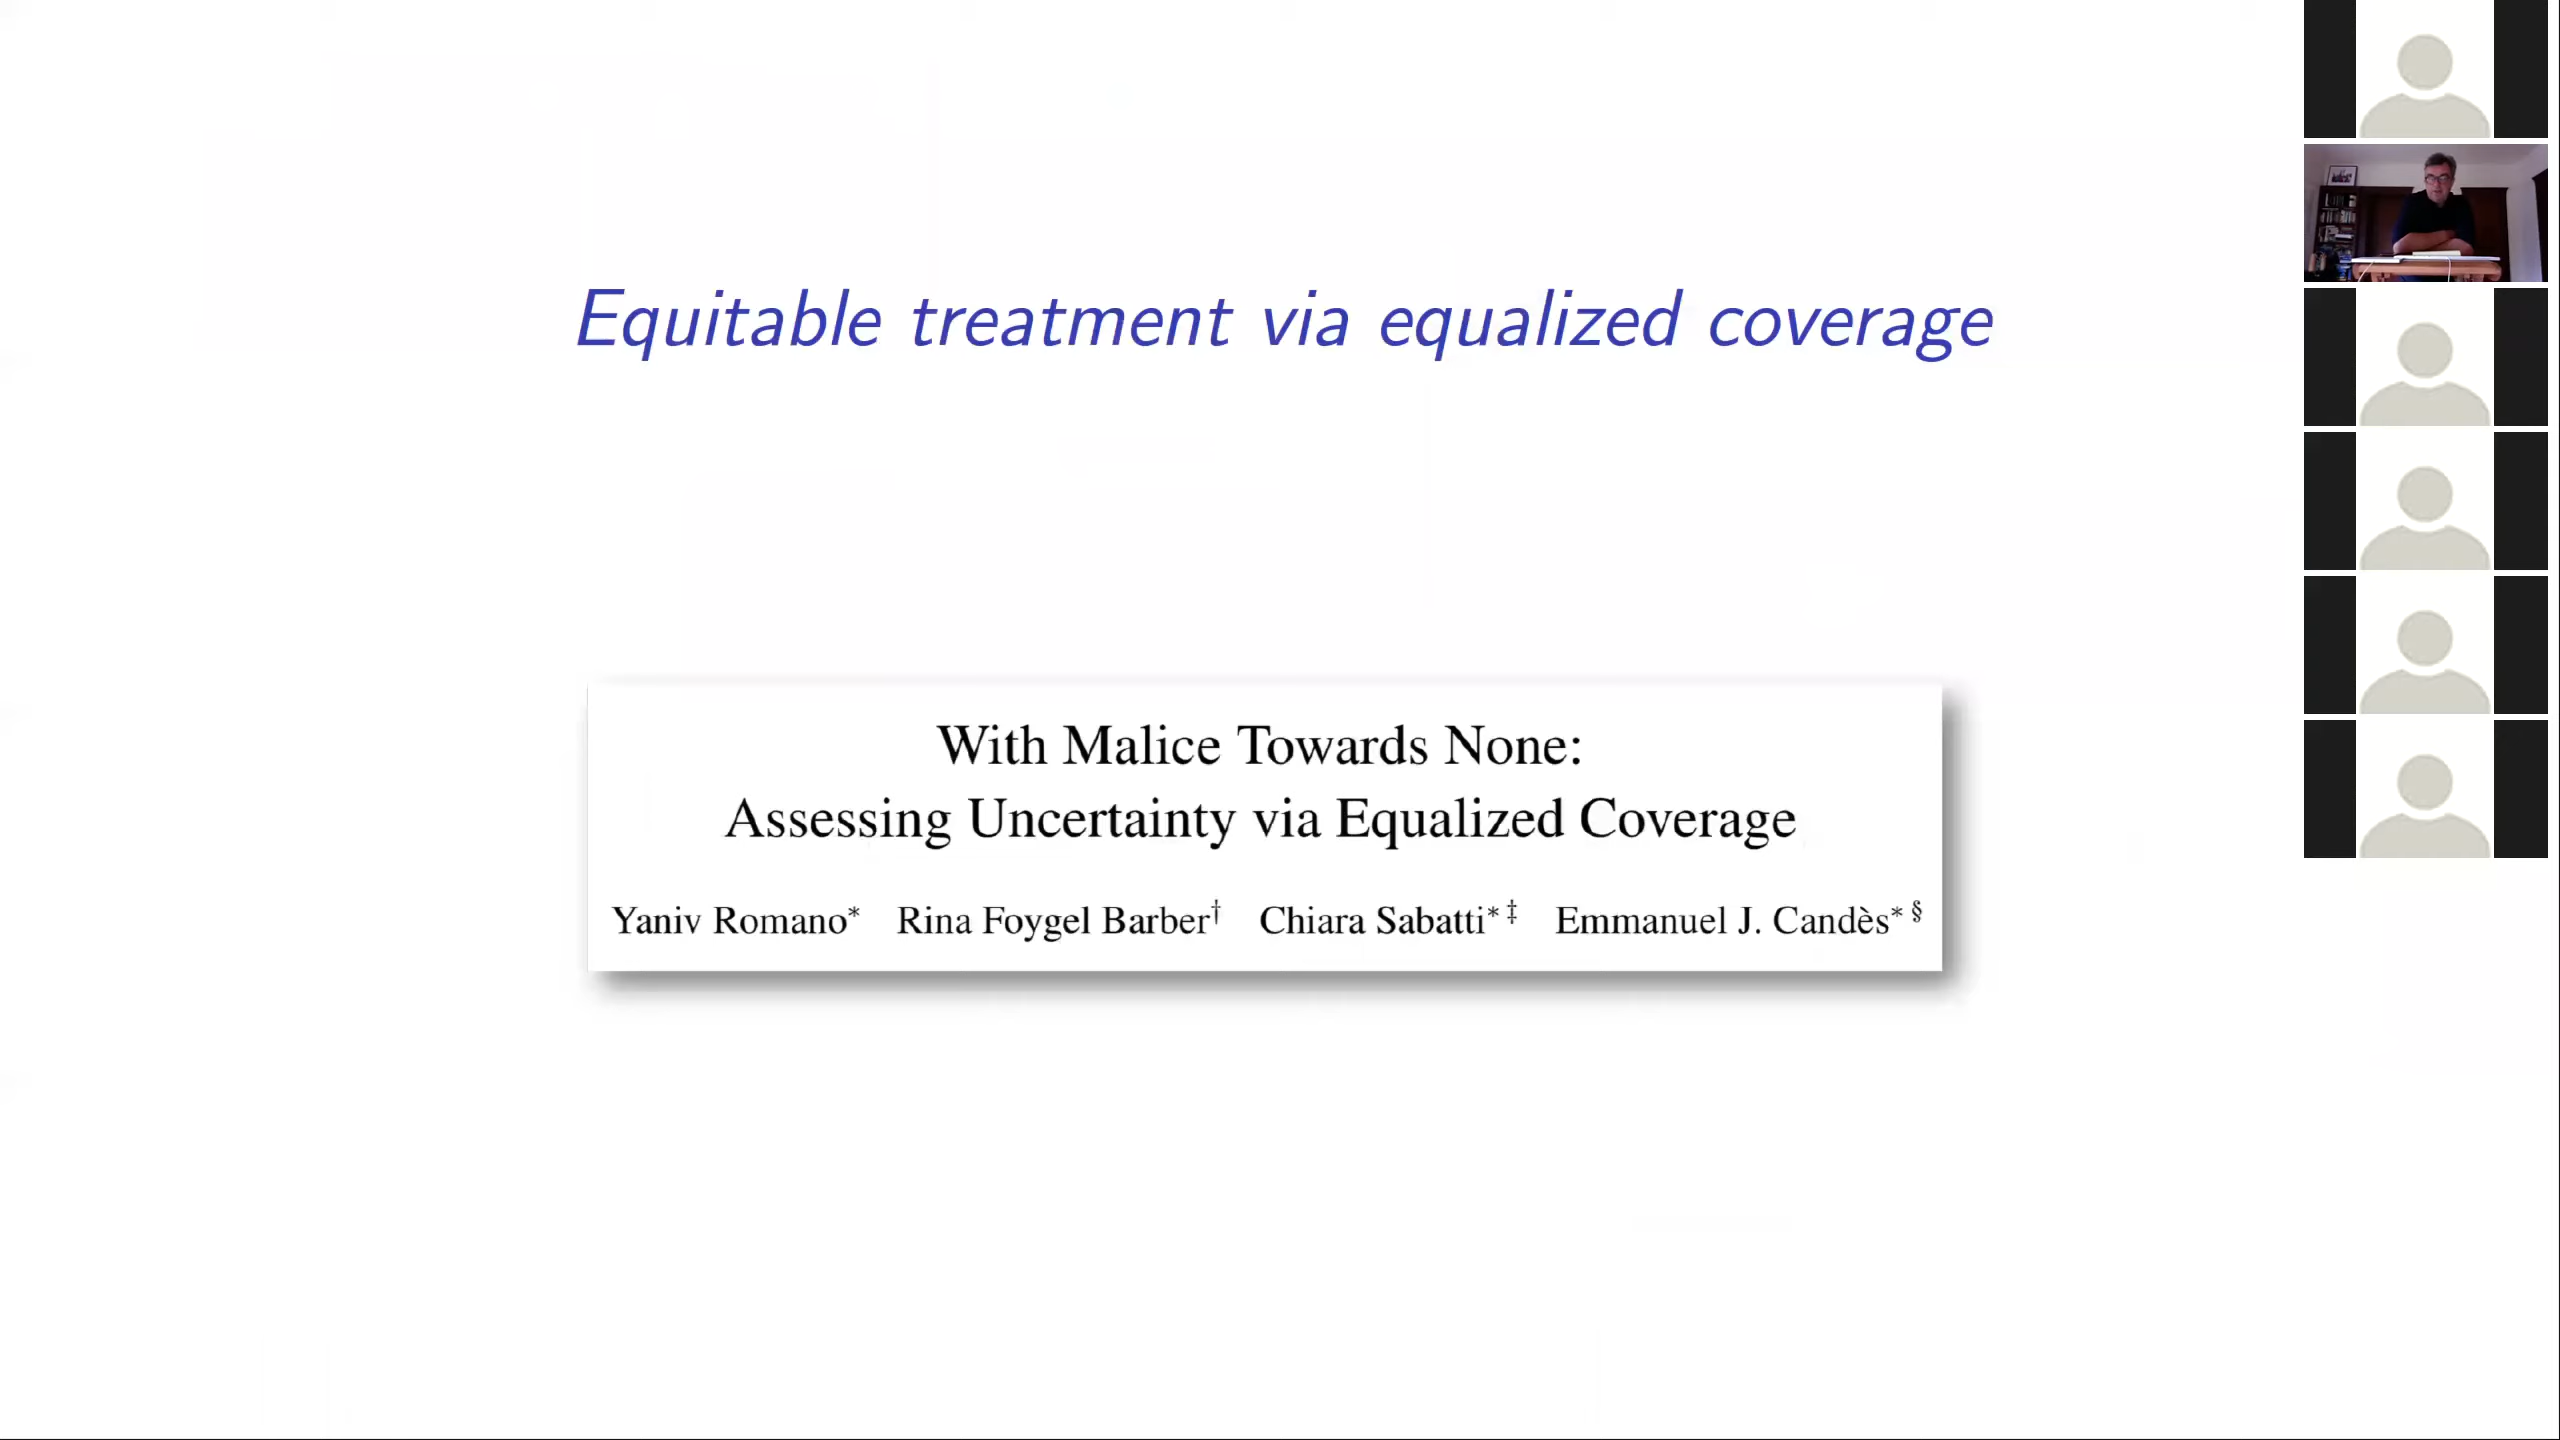 Equitable treatment via equalized coverage
With Malice Towards None:
Assessing Uncertainty via Equalized Coverage
Yaniv Romano* Rina Foygel Barber† Chiara Sabatti*‡ Emmanuel J. Candès*§